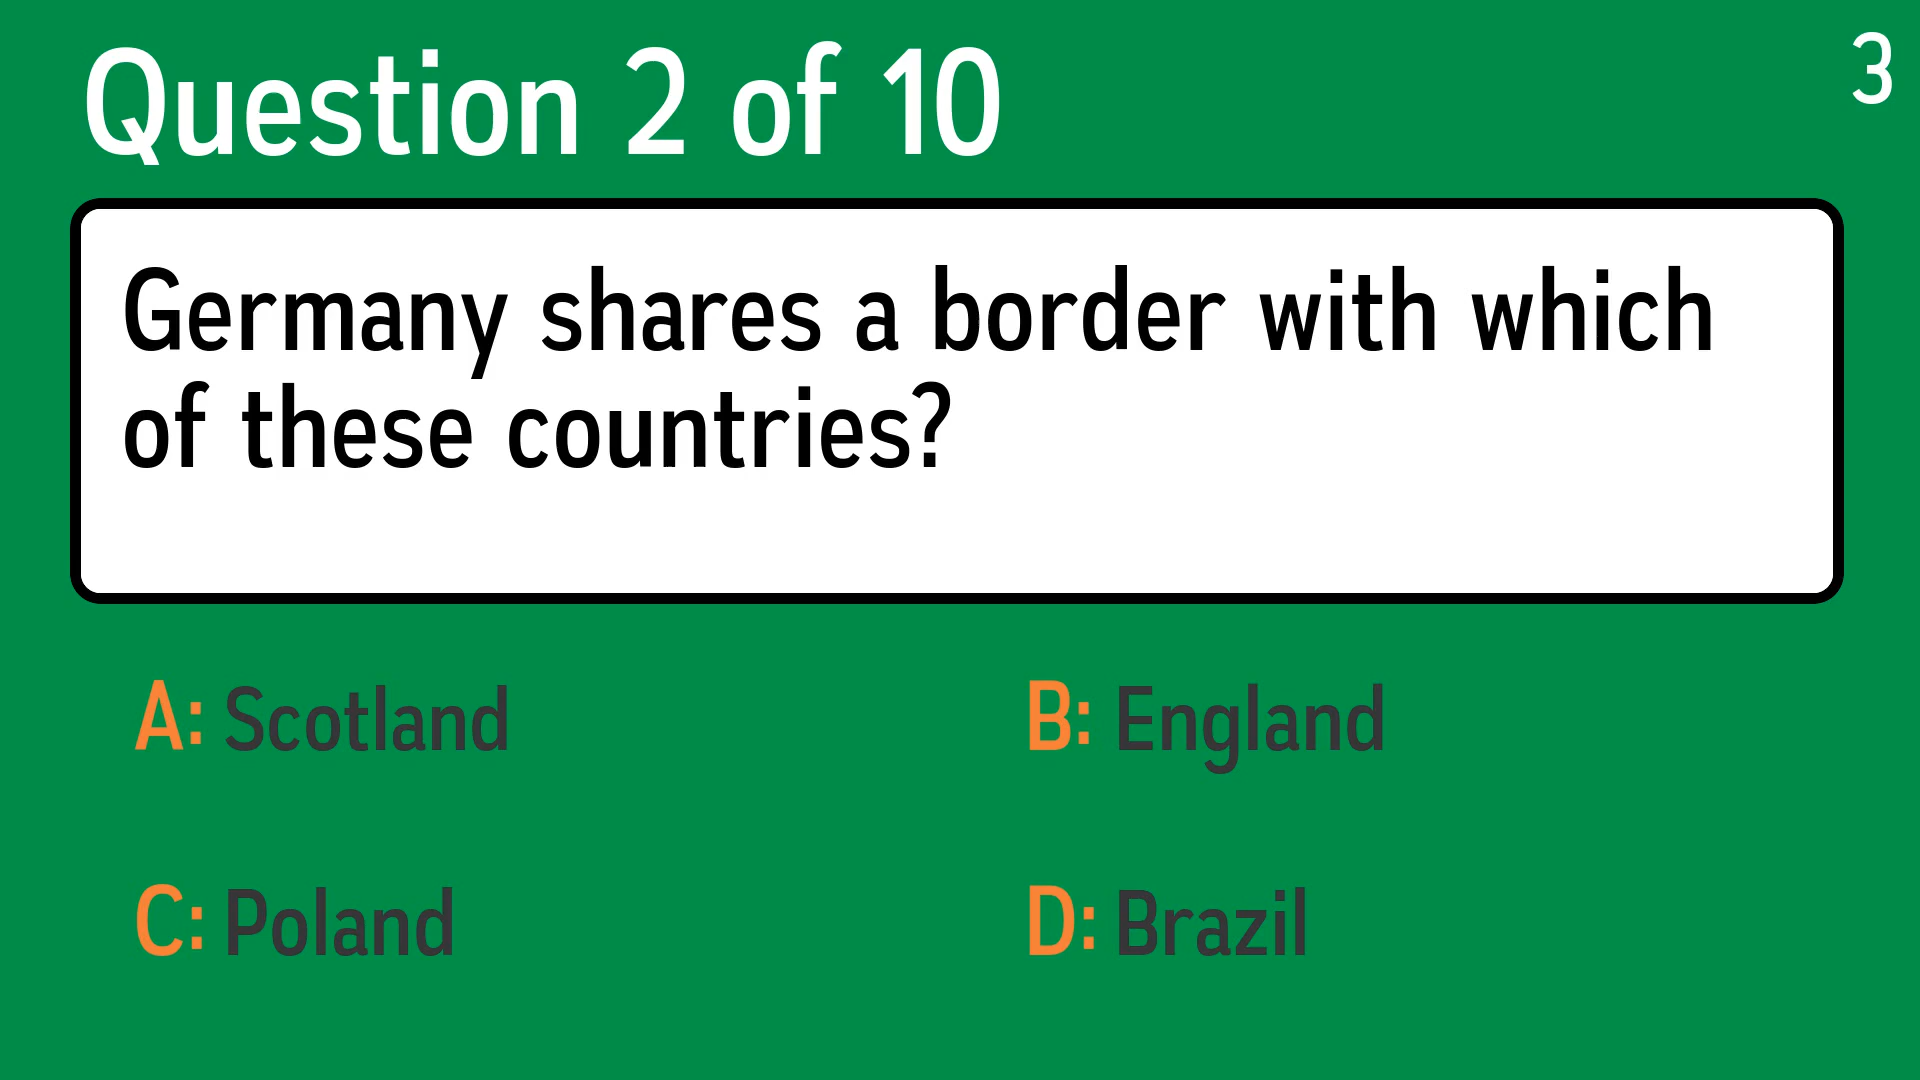 Question 2 of 10
3
Germany shares a border with which
of these countries?
A: Scotland
B: England
C: Poland
D: Brazil